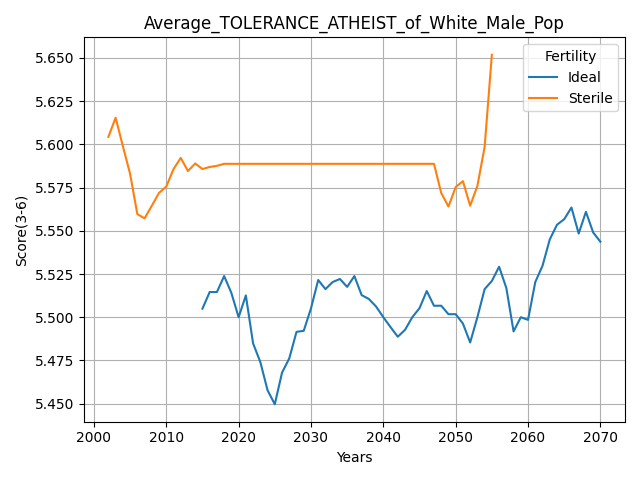 Average_TOLERANCE_ATHEIST_of_White_Male_Pop
Fertility
Ideal
Sterile
Score(3-6)
5.650
5.625
5.600
5.575
5.550
5.525
5.500
5.475
5.450
2000 2010 2020 2030 2040 2050 2060 2070
Years